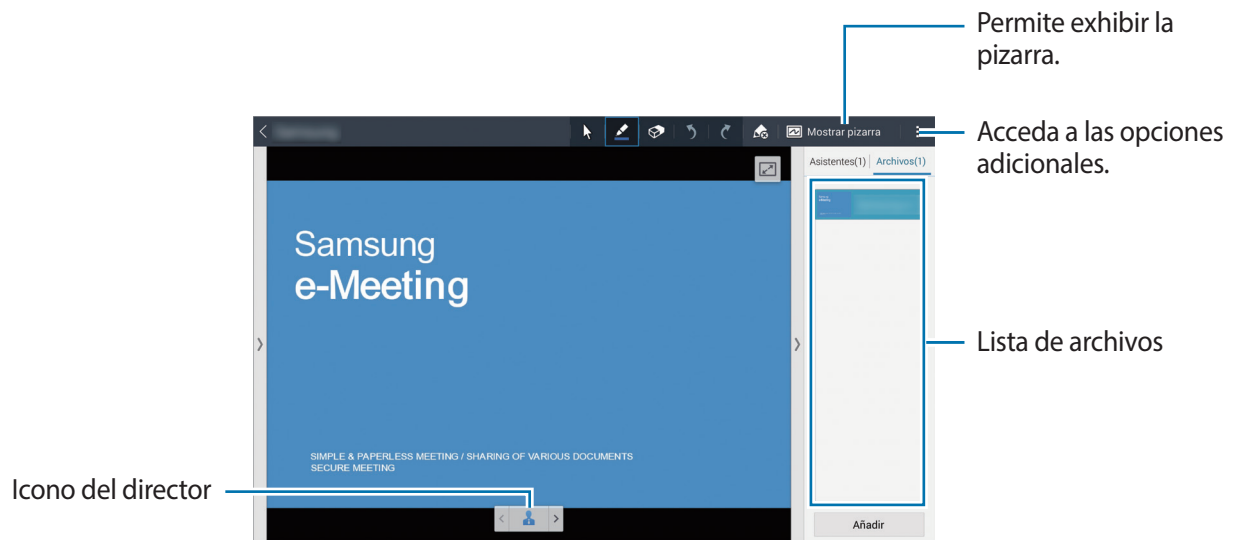 Permite exhibir la
pizarra.
Mostrar pizarra
Acceda a las opciones
adicionales.
Asistentes(1) Archivos(1)
Samsung
e-Meeting
Lista de archivos
SIMPLE & PAPERLESS MEETING / SHARING OF VARIOUS DOCUMENTS
SECURE MEETING
Icono del director
Añadir